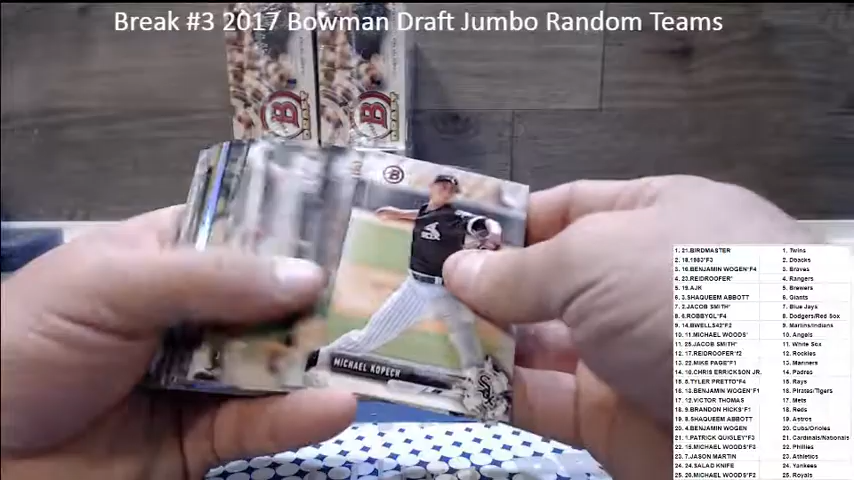 Break #3 2017 Bowman Draft Jumbo Random Teams
B
B
B
SOX
MICHAEL KOPECH
SOX
1. 21.BIRDMASTER 1. Twins
2. 18.1983*F3 2. Dbacks
3. 16.BENJAMIN WOGEN*F4 3. Braves
4. 23.REIDROOFER* 4. Rangers
5. 19.AJK 5. Brewers
6. 3.SHAQUEEM ABBOTT 6. Giants
7. 2.JACOB SMITH* 7. Blue Jays
8. 6.ROBBYOL*F4 8. Dodgers/Red Sox
9. 14.BWELLS42*F2 9. Marlins/Indians
10. MICHAEL WOODS* 10. Angels
11. 25.JACOB SMITH 11. White Sox
12. 17.REIDROOFER*f2 12. Rockies
13. 22.MIKE PAGE*F1 13. Mariners
14. 16.CHRIS ERRICKSON JR. 14. Padres
15. 8.TYLER PRETTO*F4 15. Rays
16. 13.BENJAMIN WOGEN*F1 16. Pirates/Tigers
17. 12.VICTOR THOMAS 17. Mets
18. 9.BRANDON HICKS*F1 18. Reds
19. 8.SHAQUEEM ABBOTT 19. Astros
20. 4.BENJAMIN WOGEN 20. Cubs/Orioles
21. 1.PATRICK QUIGLEY*F3 21. Cardinals/Nationals
22. 15.MICHAEL WOODS*F2 22. Phillies
23. 7.JASON MARTIN 23. Athletics
24. 24.SALAD KNIFE 24. Yankees
25. 26.MICHAEL WOODS*F2 25. Royals